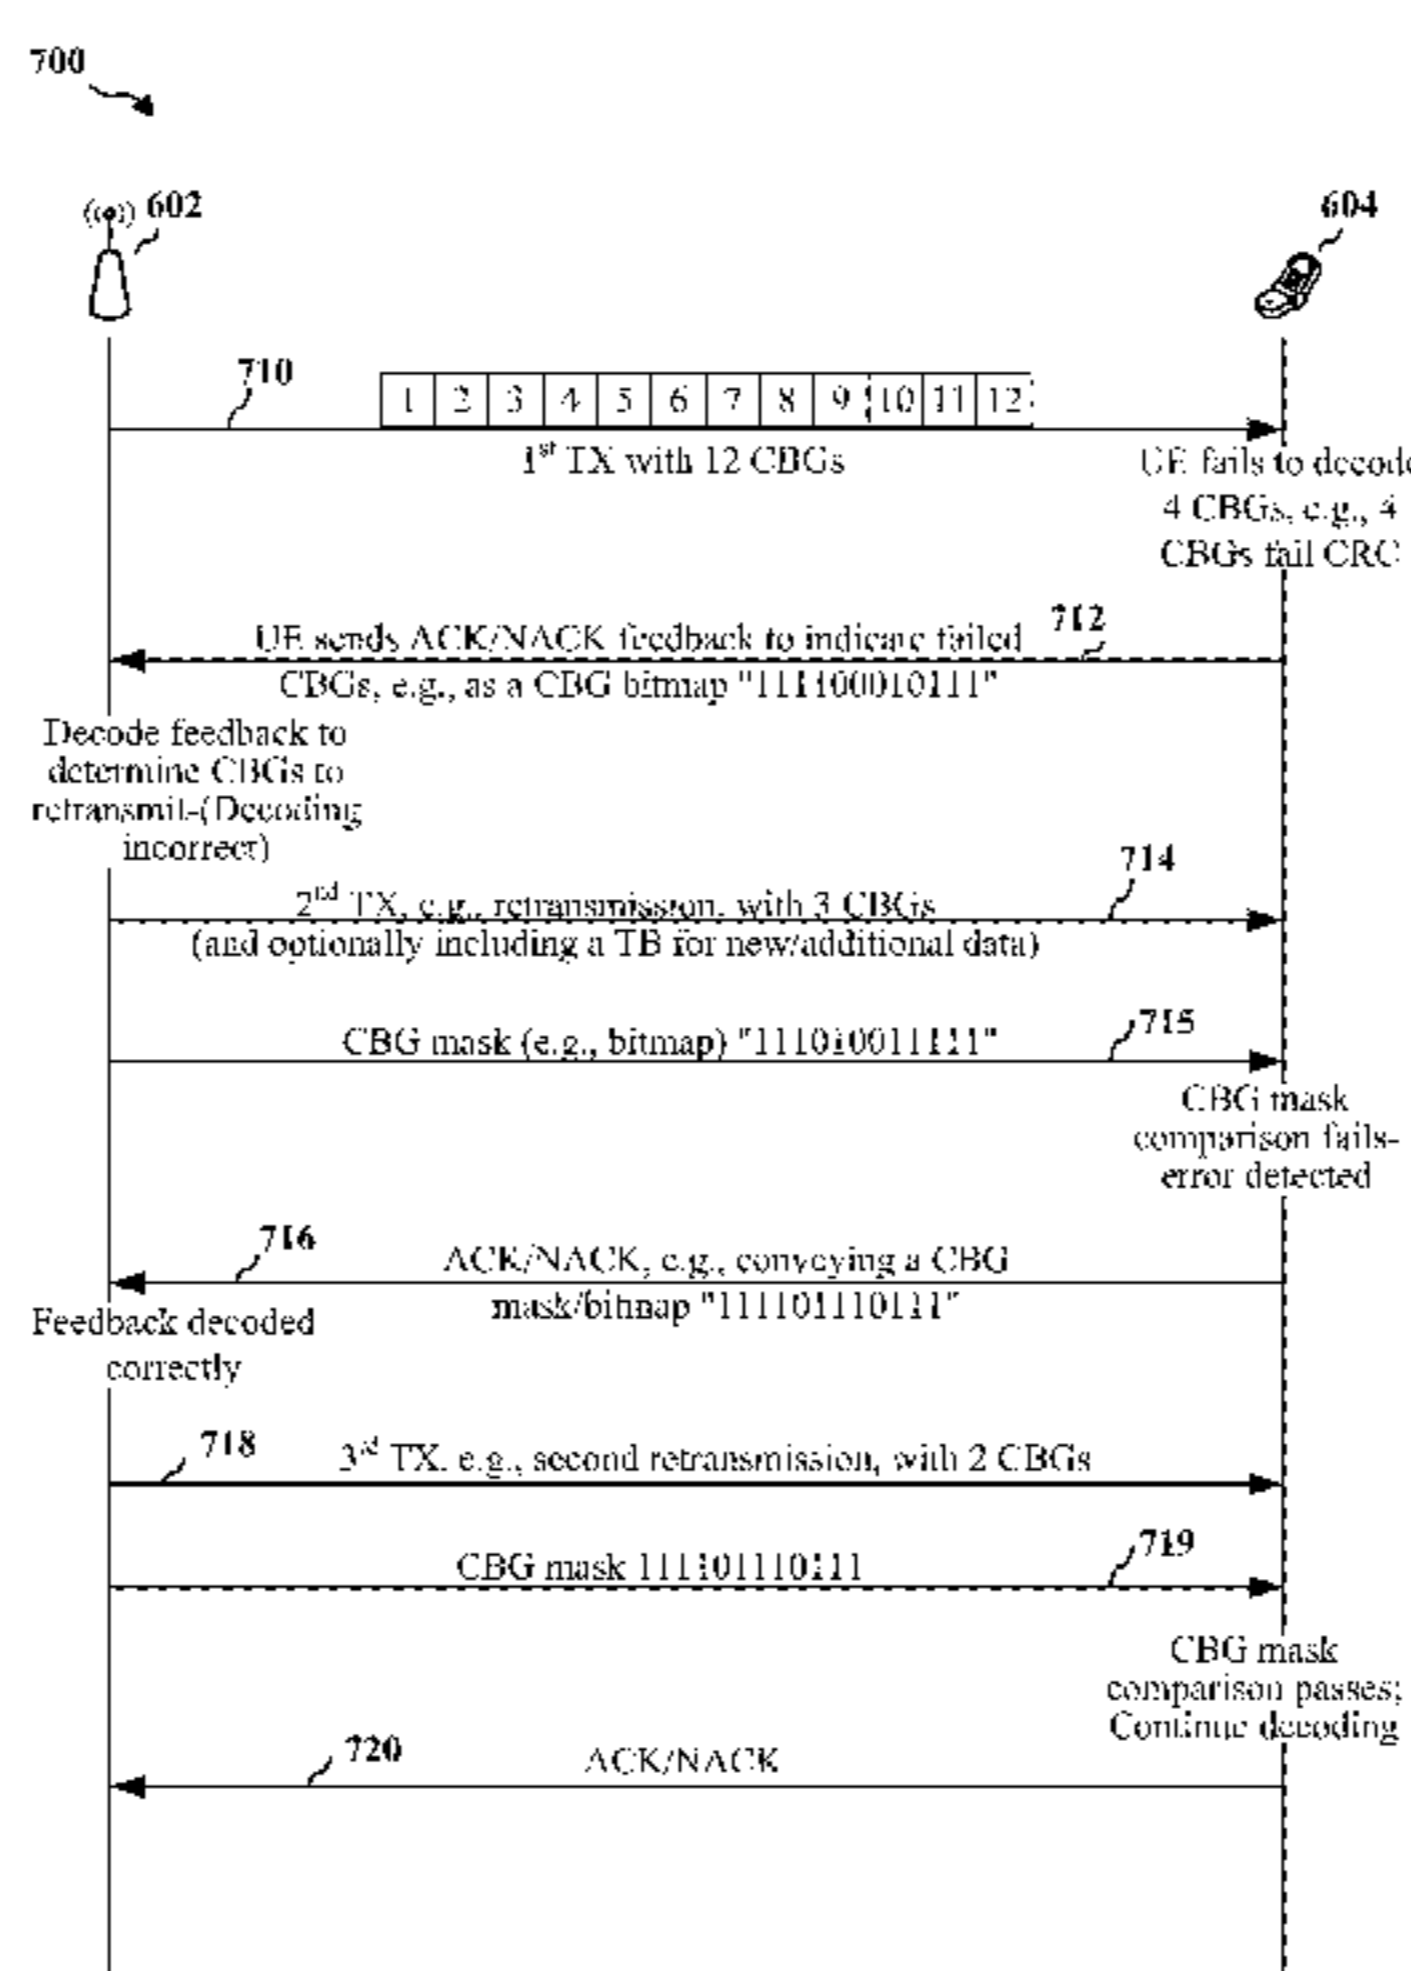 700
602
604
710
1 2 3 4 5 6 7 8 9 10 11 12
1st TX with 12 CBGs
UE fails to decode
4 CBGs, e.g., 4
CBGs fail CRC
712
UE sends ACK/NACK feedback to indicate failed
CBGs, e.g., as a CBG bitmap "111100010111"
Decode feedback to
determine CBGs to
retransmit-(Decoding
incorrect)
714
2nd TX, e.g., retransmission, with 3 CBGs
(and optionally including a TB for new/additional data)
715
CBG mask (e.g., bitmap) "111010011111"
CBG mask
comparison fails-
error detected
716
ACK/NACK, e.g., conveying a CBG
mask/bitmap "111101110111"
Feedback decoded
correctly
718
3rd TX, e.g., second retransmission, with 2 CBGs
719
CBG mask 111101110111
CBG mask
comparison passes;
Continue decoding
720
ACK/NACK